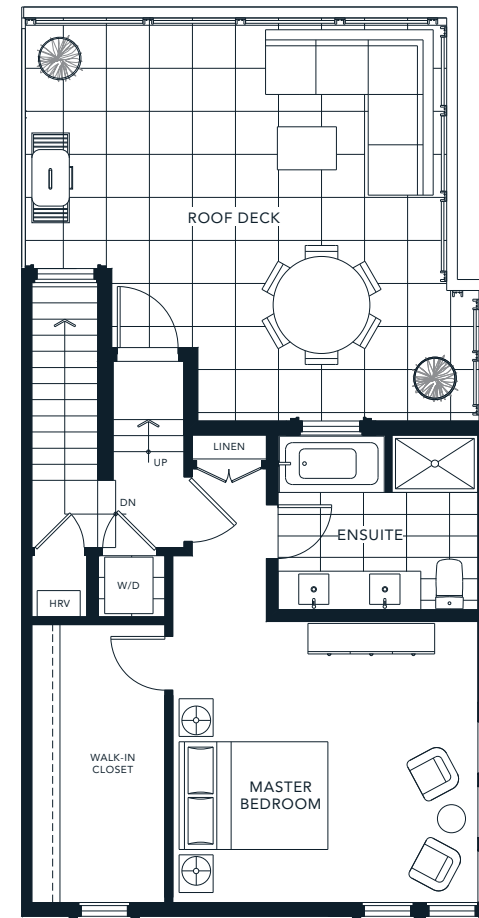 ROOF DECK
UP
LINEN
DN
ENSUITE
W/D
HRV
WALK-IN
CLOSET
MASTER
BEDROOM